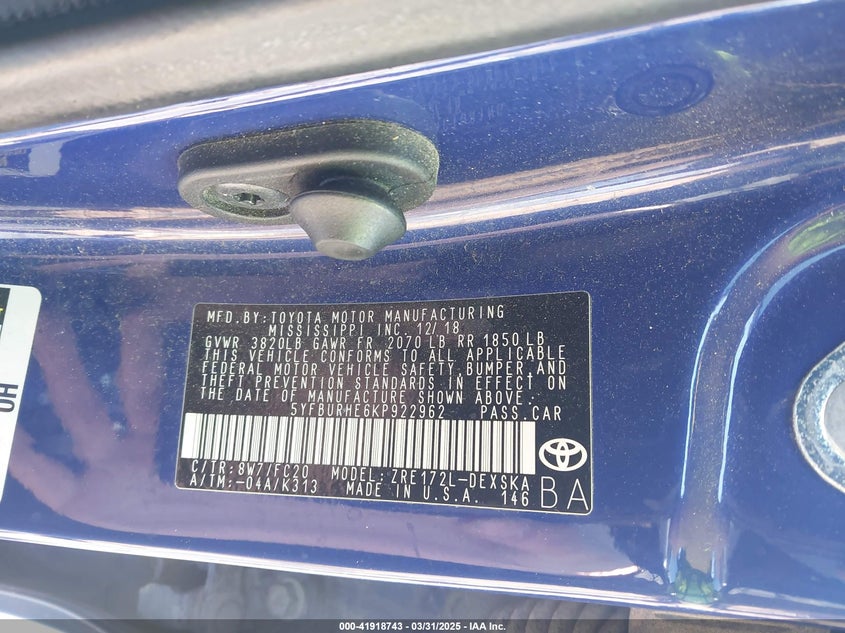 MFD.BY:TOYOTA MOTOR MANUFACTURING
MISSISSIPPI INC. 12/18
GVWR 3820LB GAWR FR 2070 LB RR 1850 LB
THIS VEHICLE CONFORMS TO ALL APPLICABLE
FEDERAL MOTOR VEHICLE SAFETY,BUMPER,AND
THEFT PREVENTION STANDARDS IN EFFECT ON
THE DATE OF MANUFACTURE SHOWN ABOVE.
5YFBURHE6KP922962 PASS.CAR
C/TR:8W7/FC20 MODEL:ZRE172L-DEXSKA
A/TM:-04A/K313 MADE IN U.S.A. 146
BA
HO
000-41918743 - 03/31/2025 - IAA Inc.